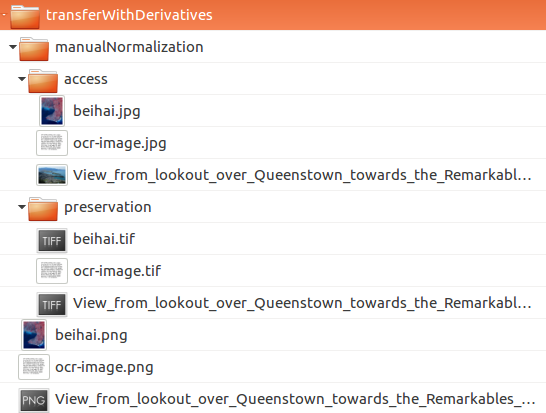 transferWithDerivatives
manualNormalization
access
beihai.jpg
ocr-image.jpg
View_from_lookout_over_Queenstown_towards_the_Remarkabl...
preservation
TIFF beihai.tif
ocr-image.tif
TIFF View_from_lookout_over_Queenstown_towards_the_Remarkabl...
beihai.png
ocr-image.png
PNG View_from_lookout_over_Queenstown_towards_the_Remarkables_...